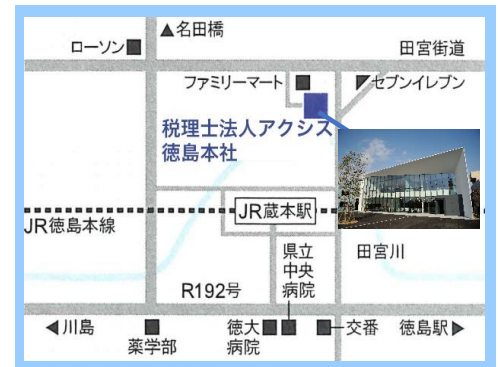 ▲名田橋
ローソン■
田宮街道
ファミリーマート
セブンイレブン
税理士法人アクシス
徳島本社
JR蔵本駅
JR徳島本線
県立
中央
病院
田宮川
R192号
◀川島
薬学部
徳大
病院
交番
徳島駅▶